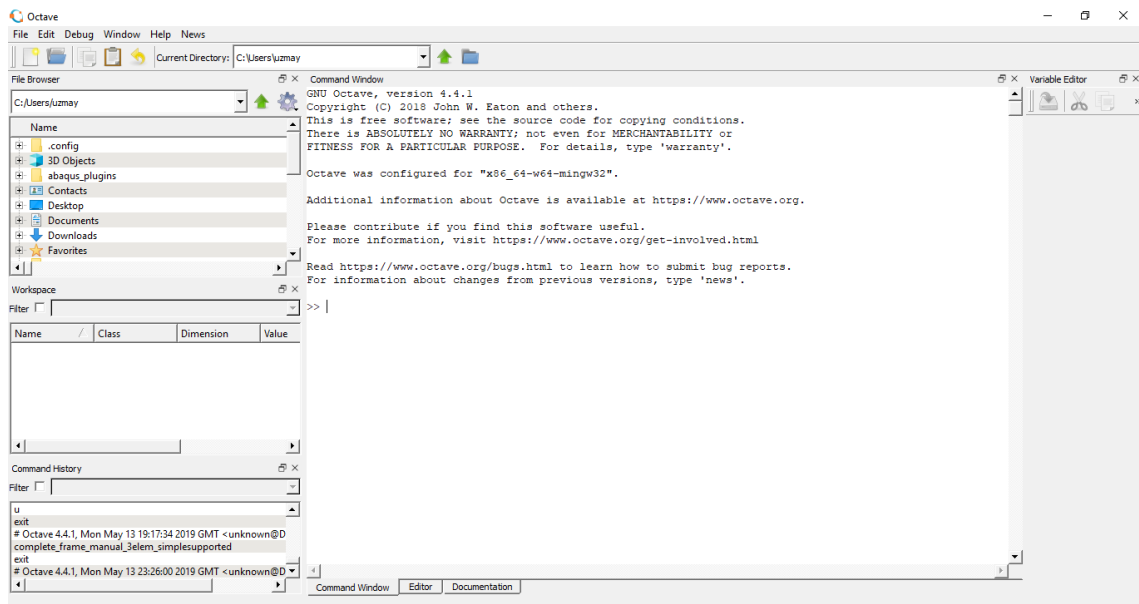 Octave
File Edit Debug Window Help News
Current Directory: C:\Users\uzmay
File Browser
C:/Users/uzmay
Name
.config
3D Objects
abaqus_plugins
Contacts
Desktop
Documents
Downloads
Favorites
Workspace
Filter
Name Class Dimension Value
Command History
Filter
u
exit
# Octave 4.4.1, Mon May 13 19:17:34 2019 GMT <unknown@D
complete_frame_manual_3elem_simplesupported
exit
# Octave 4.4.1, Mon May 13 23:26:00 2019 GMT <unknown@D
Command Window
GNU Octave, version 4.4.1
Copyright (C) 2018 John W. Eaton and others.
This is free software; see the source code for copying conditions.
There is ABSOLUTELY NO WARRANTY; not even for MERCHANTABILITY or
FITNESS FOR A PARTICULAR PURPOSE.  For details, type 'warranty'.
Octave was configured for "x86_64-w64-mingw32".
Additional information about Octave is available at https://www.octave.org.
Please contribute if you find this software useful.
For more information, visit https://www.octave.org/get-involved.html
Read https://www.octave.org/bugs.html to learn how to submit bug reports.
For information about changes from previous versions, type 'news'.
>>
Command Window Editor Documentation
Variable Editor
»